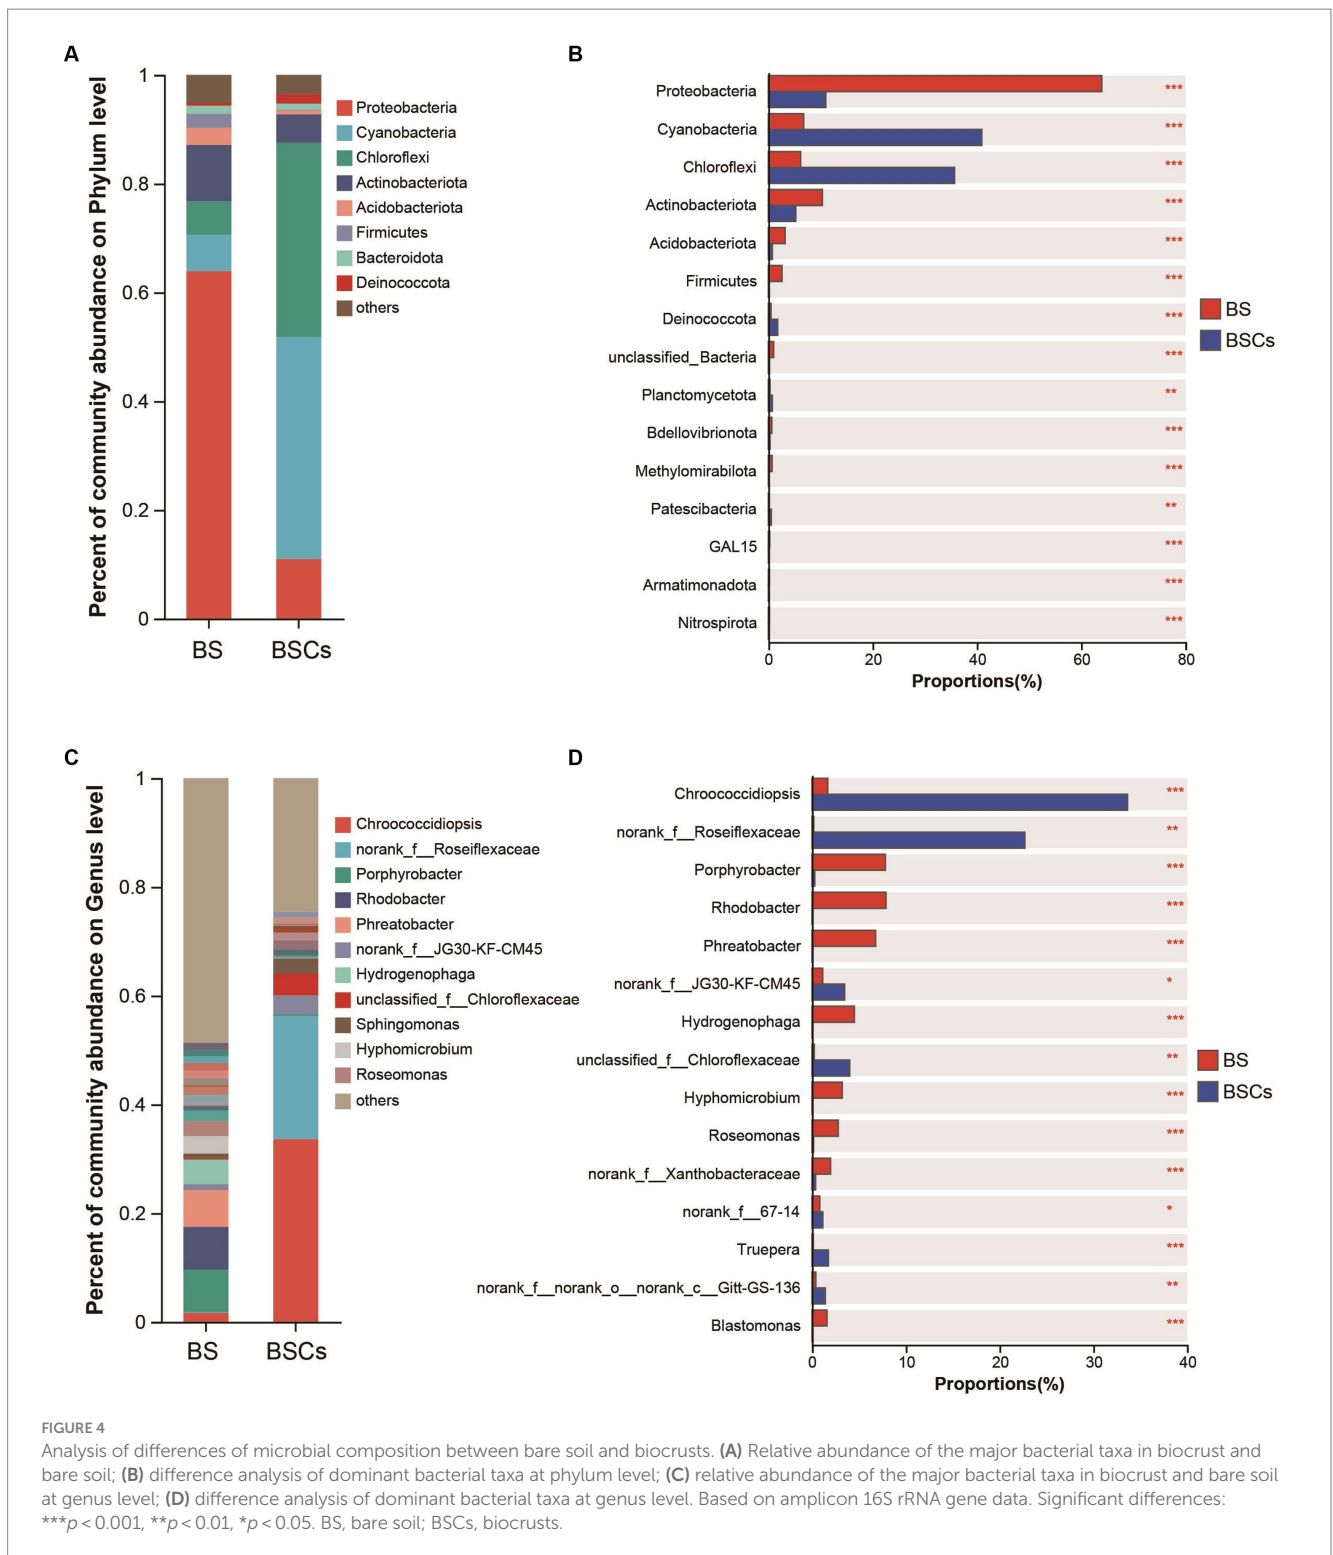 A
Percent of community abundance on Phylum level
1
0.8
0.6
0.4
0.2
0
BS
BSCs
Proteobacteria
Cyanobacteria
Chloroflexi
Actinobacteriota
Acidobacteriota
Firmicutes
Bacteroidota
Deinococcota
others
B
Proteobacteria ***
Cyanobacteria ***
Chloroflexi ***
Actinobacteriota ***
Acidobacteriota ***
Firmicutes ***
Deinococcota ***
unclassified_Bacteria ***
Planctomycetota **
Bdellovibrionota ***
Methylomirabilota ***
Patescibacteria **
GAL15 ***
Armatimonadota ***
Nitrospirota ***
0 20 40 60 80
Proportions(%)
BS
BSCs
C
Percent of community abundance on Genus level
1
0.8
0.6
0.4
0.2
0
BS
BSCs
Chroococcidiopsis
norank_f__Roseiflexaceae
Porphyrobacter
Rhodobacter
Phreatobacter
norank_f__JG30-KF-CM45
Hydrogenophaga
unclassified_f__Chloroflexaceae
Sphingomonas
Hyphomicrobium
Roseomonas
others
D
Chroococcidiopsis ***
norank_f__Roseiflexaceae **
Porphyrobacter ***
Rhodobacter ***
Phreatobacter ***
norank_f__JG30-KF-CM45 *
Hydrogenophaga ***
unclassified_f__Chloroflexaceae **
Hyphomicrobium ***
Roseomonas ***
norank_f__Xanthobacteraceae ***
norank_f__67-14 *
Truepera ***
norank_f__norank_o__norank_c__Gitt-GS-136 **
Blastomonas ***
0 10 20 30 40
Proportions(%)
BS
BSCs
FIGURE 4
Analysis of differences of microbial composition between bare soil and biocrusts. (A) Relative abundance of the major bacterial taxa in biocrust and
bare soil; (B) difference analysis of dominant bacterial taxa at phylum level; (C) relative abundance of the major bacterial taxa in biocrust and bare soil
at genus level; (D) difference analysis of dominant bacterial taxa at genus level. Based on amplicon 16S rRNA gene data. Significant differences:
***p < 0.001, **p < 0.01, *p < 0.05. BS, bare soil; BSCs, biocrusts.